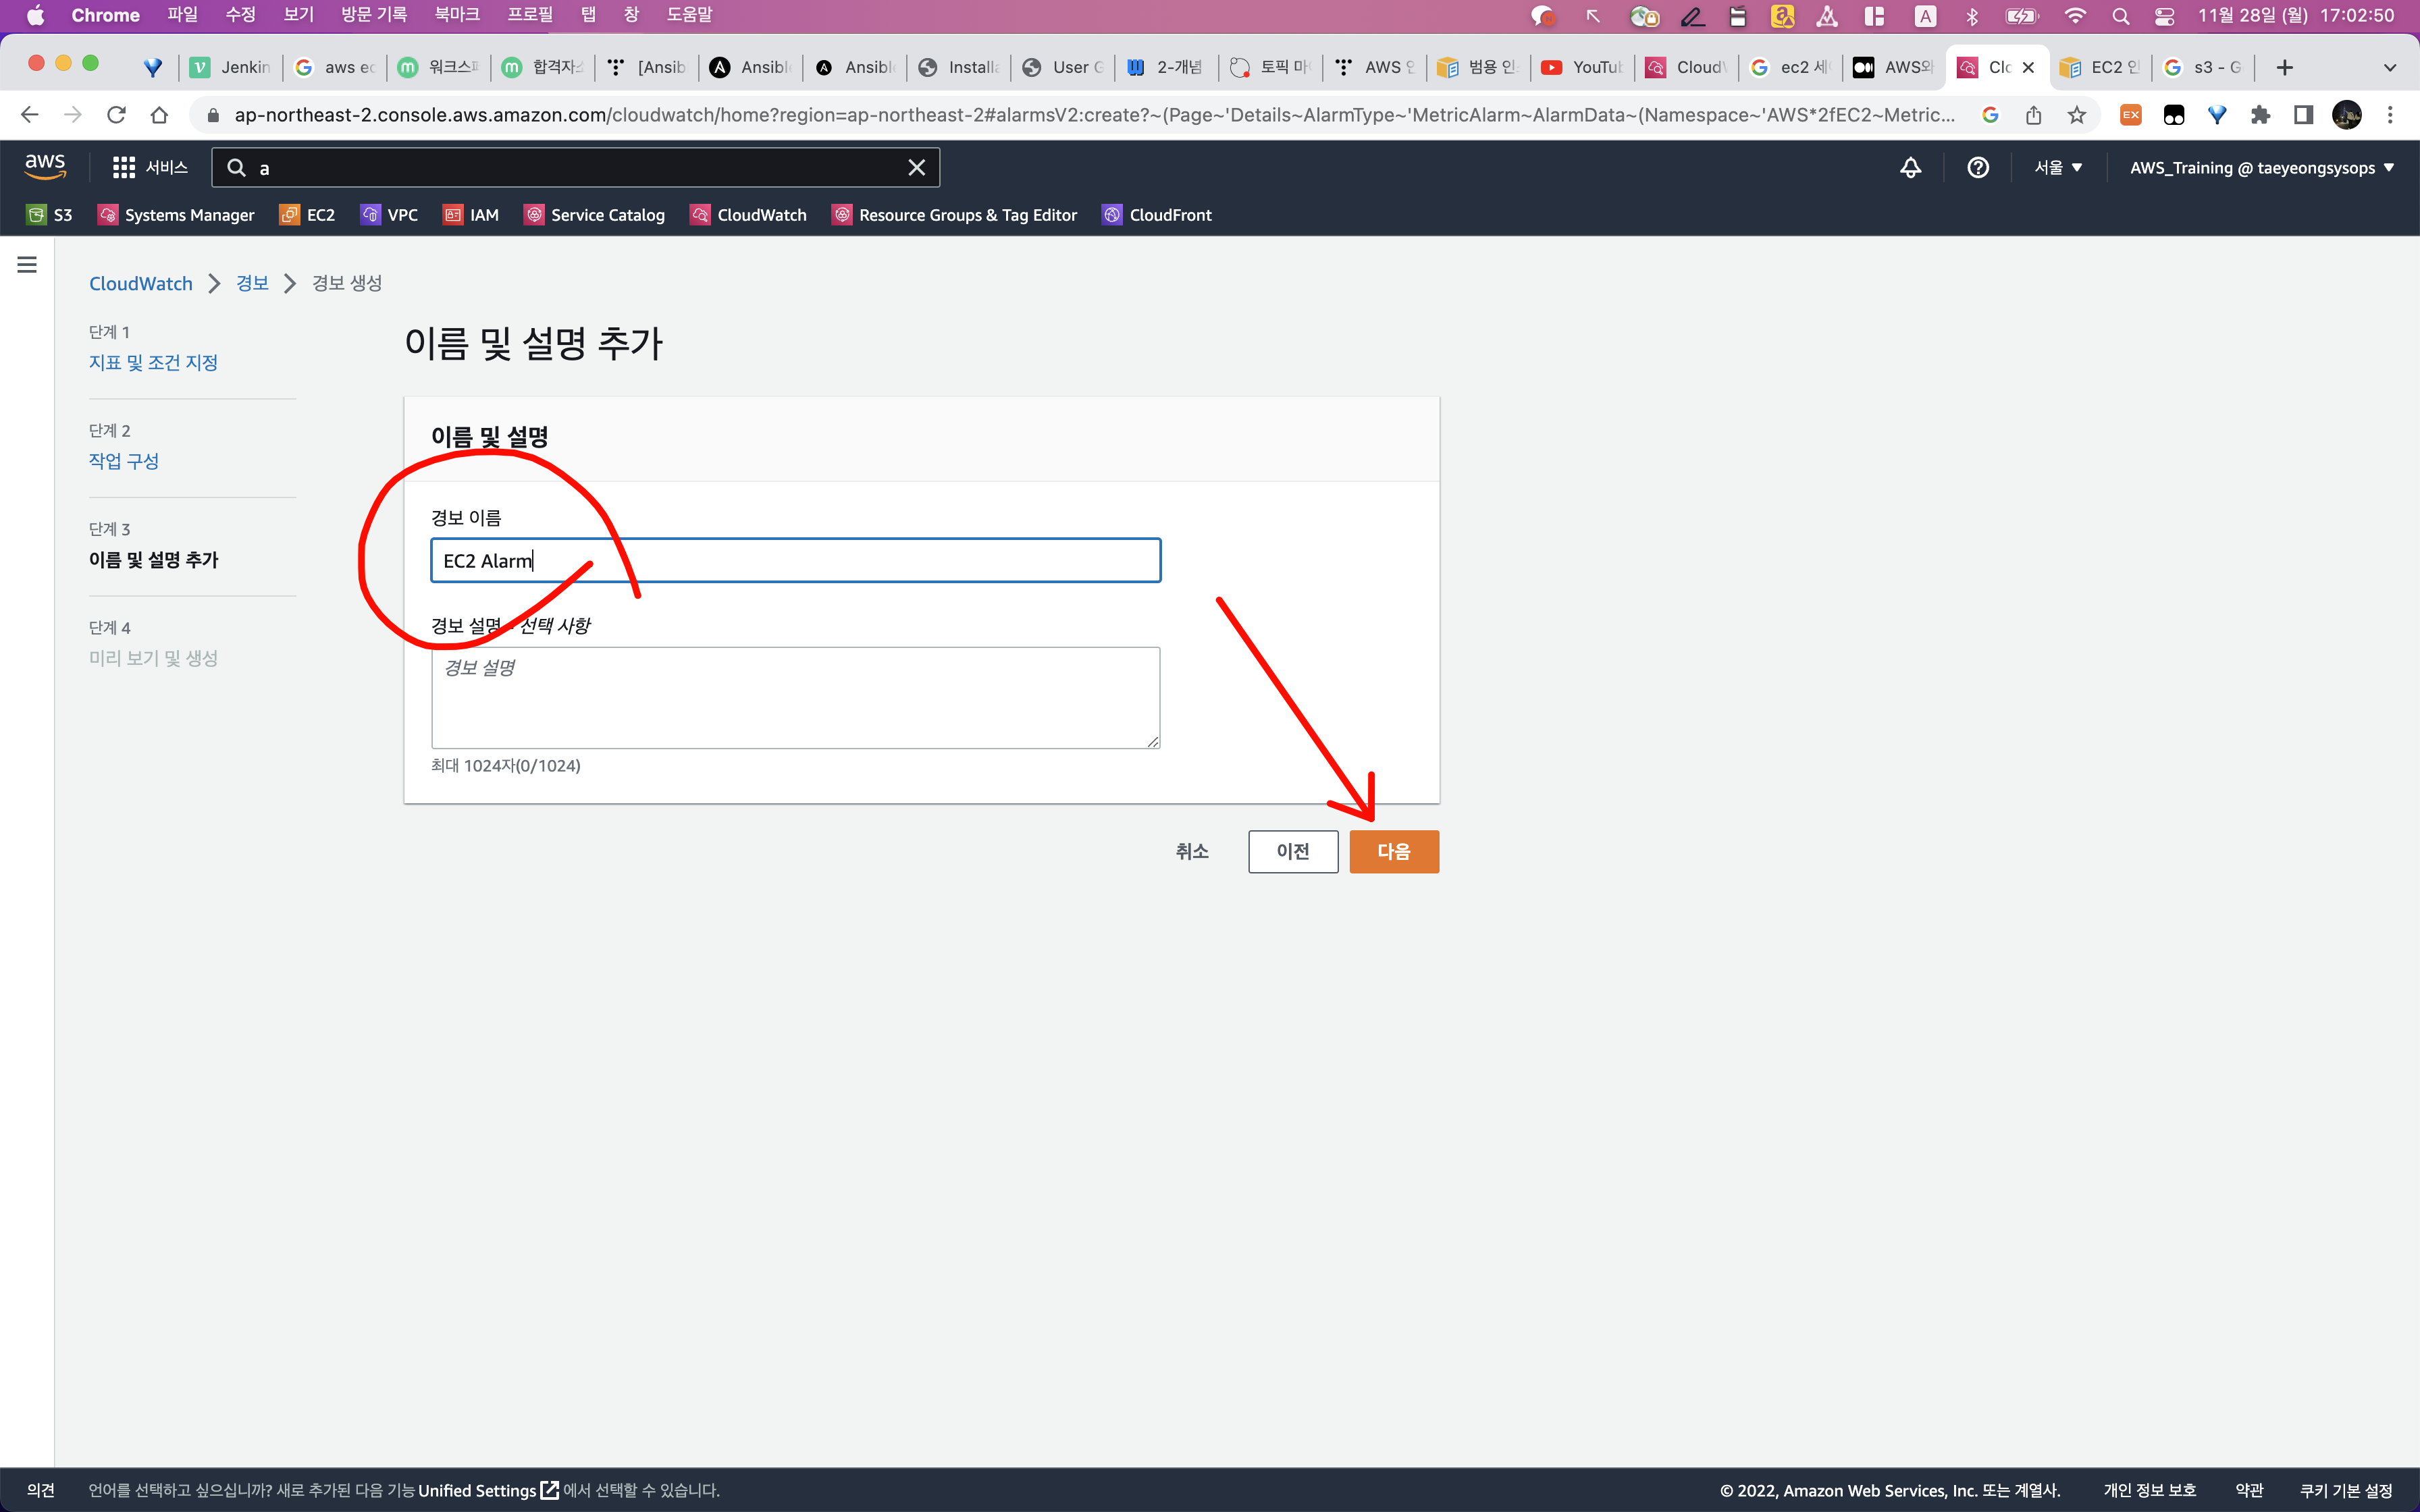 Chrome 파일 수정 보기 방문 기록 북마크 프로필 탭 창 도움말 A 11월 28일 (월) 17:02:50
Jenkin aws ec 워크스 합격자 [Ansib Ansibl Ansibl Install User G 2-개념 토픽 마 AWS 범용 인 YouTub CloudW ec2 세 AWS와 Clo EC2 인 s3 - G
ap-northeast-2.console.aws.amazon.com/cloudwatch/home?region=ap-northeast-2#alarmsV2:create?~(Page~'Details~AlarmType~'MetricAlarm~AlarmData~(Namespace~'AWS*2fEC2~Metric... EX
aws 서비스 a 서울 AWS_Training @ taeyeongsysops
S3 Systems Manager EC2 VPC IAM Service Catalog CloudWatch Resource Groups & Tag Editor CloudFront
CloudWatch 경보 경보 생성
단계 1
지표 및 조건 지정
단계 2
작업 구성
단계 3
이름 및 설명 추가
단계 4
미리 보기 및 생성
이름 및 설명 추가
이름 및 설명
경보 이름
EC2 Alarm
경보 설명 - 선택 사항
경보 설명
최대 1024자(0/1024)
취소 이전 다음
의견 언어를 선택하고 싶으십니까? 새로 추가된 다음 기능 Unified Settings 에서 선택할 수 있습니다. © 2022, Amazon Web Services, Inc. 또는 계열사. 개인 정보 보호 약관 쿠키 기본 설정